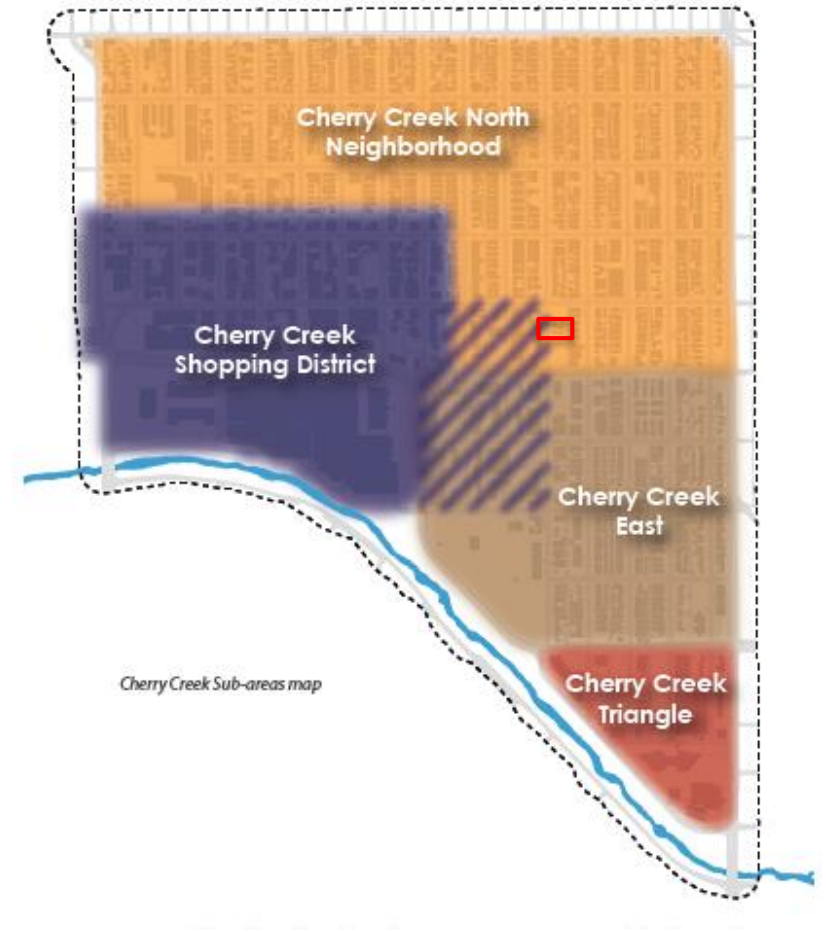 Cherry Creek North
Neighborhood
Cherry Creek
Shopping District
Cherry Creek
East
Cherry Creek
Triangle
Cherry Creek Sub-areas map